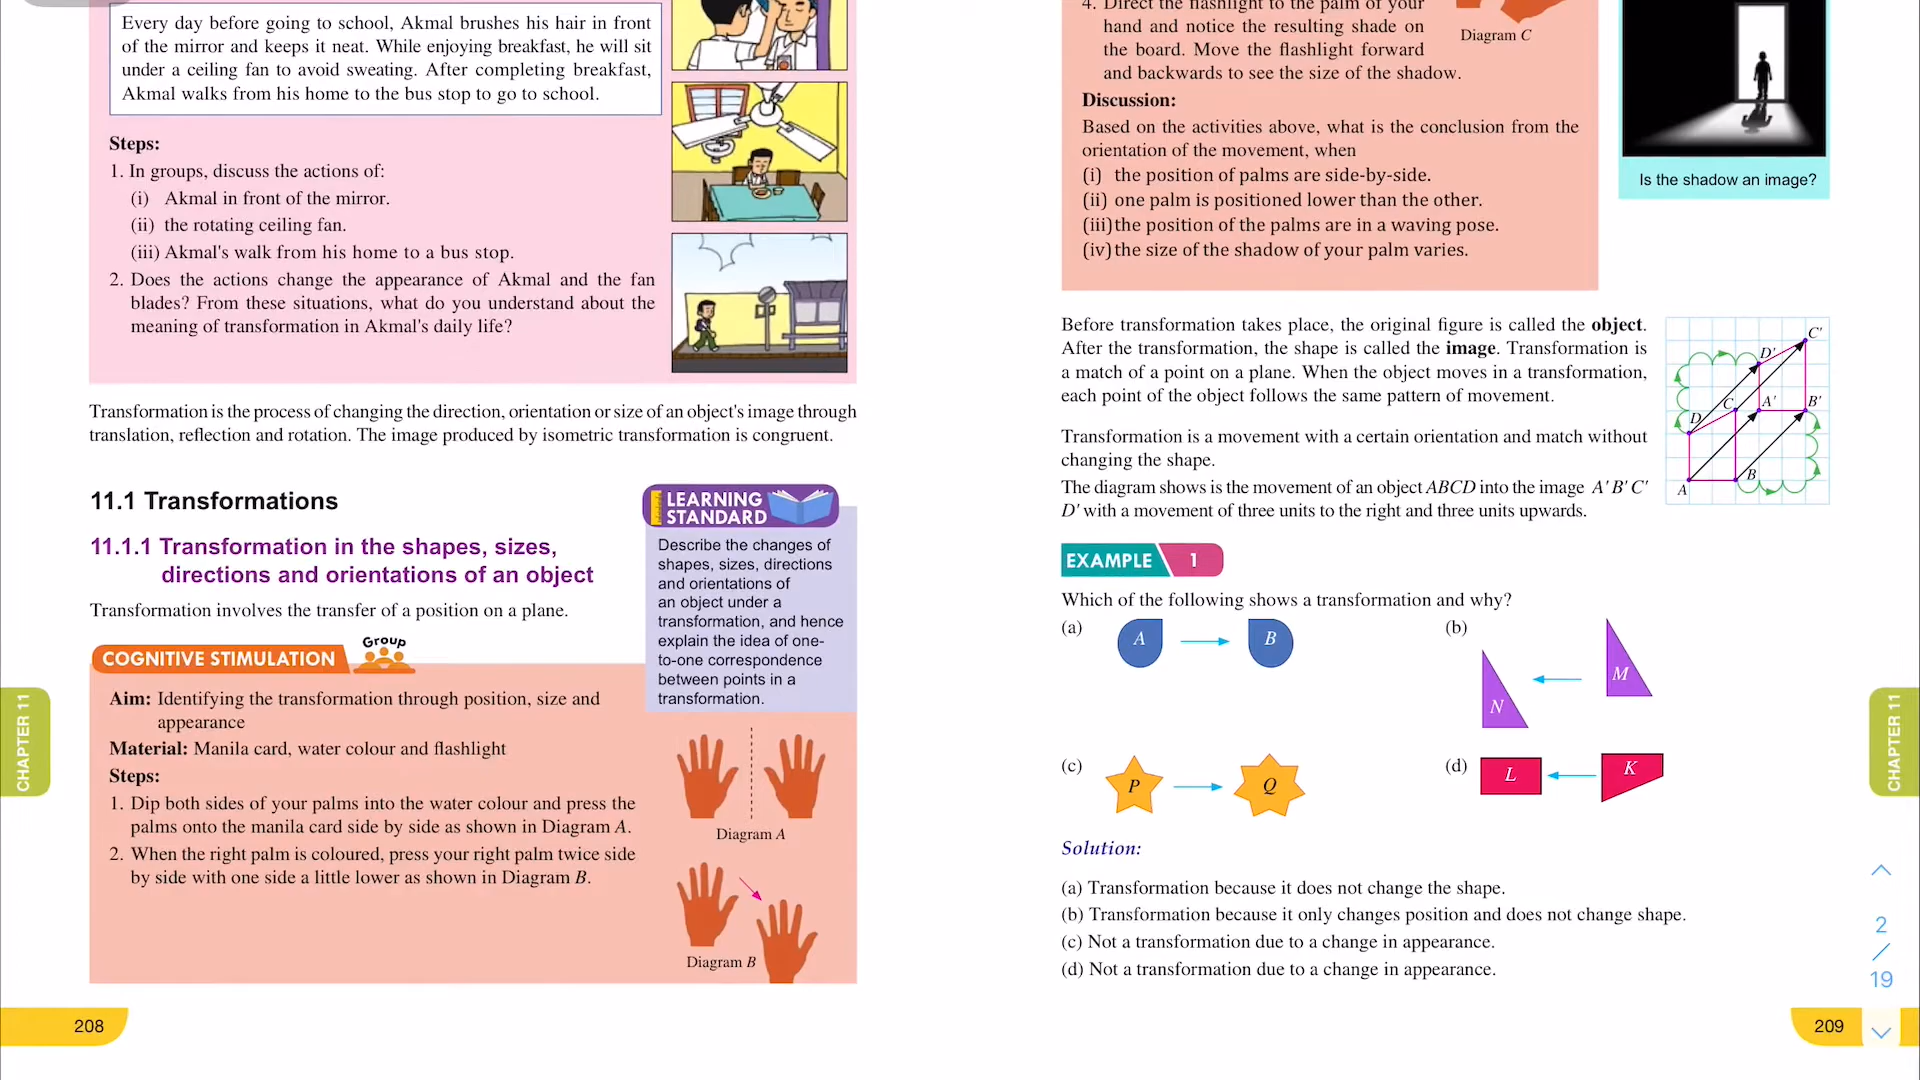 Every day before going to school, Akmal brushes his hair in front
of the mirror and keeps it neat. While enjoying breakfast, he will sit
under a ceiling fan to avoid sweating. After completing breakfast,
Akmal walks from his home to the bus stop to go to school.
Steps:
1. In groups, discuss the actions of:
(i) Akmal in front of the mirror.
(ii) the rotating ceiling fan.
(iii) Akmal's walk from his home to a bus stop.
2. Does the actions change the appearance of Akmal and the fan
blades? From these situations, what do you understand about the
meaning of transformation in Akmal's daily life?
Transformation is the process of changing the direction, orientation or size of an object's image through
translation, reflection and rotation. The image produced by isometric transformation is congruent.
11.1 Transformations
11.1.1 Transformation in the shapes, sizes,
directions and orientations of an object
Transformation involves the transfer of a position on a plane.
LEARNING
STANDARD
Describe the changes of
shapes, sizes, directions
and orientations of
an object under a
transformation, and hence
explain the idea of one-
to-one correspondence
between points in a
transformation.
COGNITIVE STIMULATION
Group
Aim: Identifying the transformation through position, size and
appearance
Material: Manila card, water colour and flashlight
Steps:
1. Dip both sides of your palms into the water colour and press the
palms onto the manila card side by side as shown in Diagram A.
2. When the right palm is coloured, press your right palm twice side
by side with one side a little lower as shown in Diagram B.
Diagram A
Diagram B
CHAPTER 11
208
4. Direct the flashlight to the palm of your
hand and notice the resulting shade on
the board. Move the flashlight forward
and backwards to see the size of the shadow.
Diagram C
Discussion:
Based on the activities above, what is the conclusion from the
orientation of the movement, when
(i) the position of palms are side-by-side.
(ii) one palm is positioned lower than the other.
(iii) the position of the palms are in a waving pose.
(iv) the size of the shadow of your palm varies.
Is the shadow an image?
Before transformation takes place, the original figure is called the object.
After the transformation, the shape is called the image. Transformation is
a match of a point on a plane. When the object moves in a transformation,
each point of the object follows the same pattern of movement.
Transformation is a movement with a certain orientation and match without
changing the shape.
The diagram shows is the movement of an object ABCD into the image A′ B′ C′
D′ with a movement of three units to the right and three units upwards.
C′
D′
D
C
A′
B′
A
B
EXAMPLE 1
Which of the following shows a transformation and why?
(a)
A
B
(b)
M
N
(c)
P
Q
(d)
L
K
Solution:
(a) Transformation because it does not change the shape.
(b) Transformation because it only changes position and does not change shape.
(c) Not a transformation due to a change in appearance.
(d) Not a transformation due to a change in appearance.
CHAPTER 11
2
/
19
209